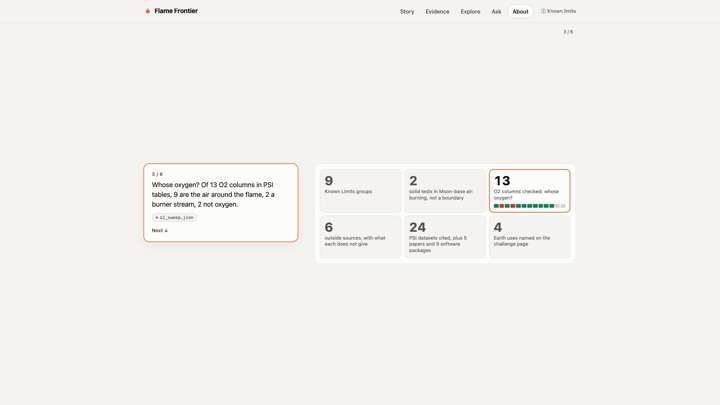 Flame Frontier
Story
Evidence
Explore
Ask
About
Known limits
3 / 6
3 / 6
Whose oxygen? Of 13 O2 columns in PSI
tables, 9 are the air around the flame, 2 a
burner stream, 2 not oxygen.
o2_sweep.json
Next ↓
9
Known Limits groups
2
solid tests in Moon-base air:
burning, not a boundary
13
O2 columns checked: whose
oxygen?
6
outside sources, with what
each does not give
24
PSI datasets cited, plus 5
papers and 9 software
packages
4
Earth uses named on the
challenge page